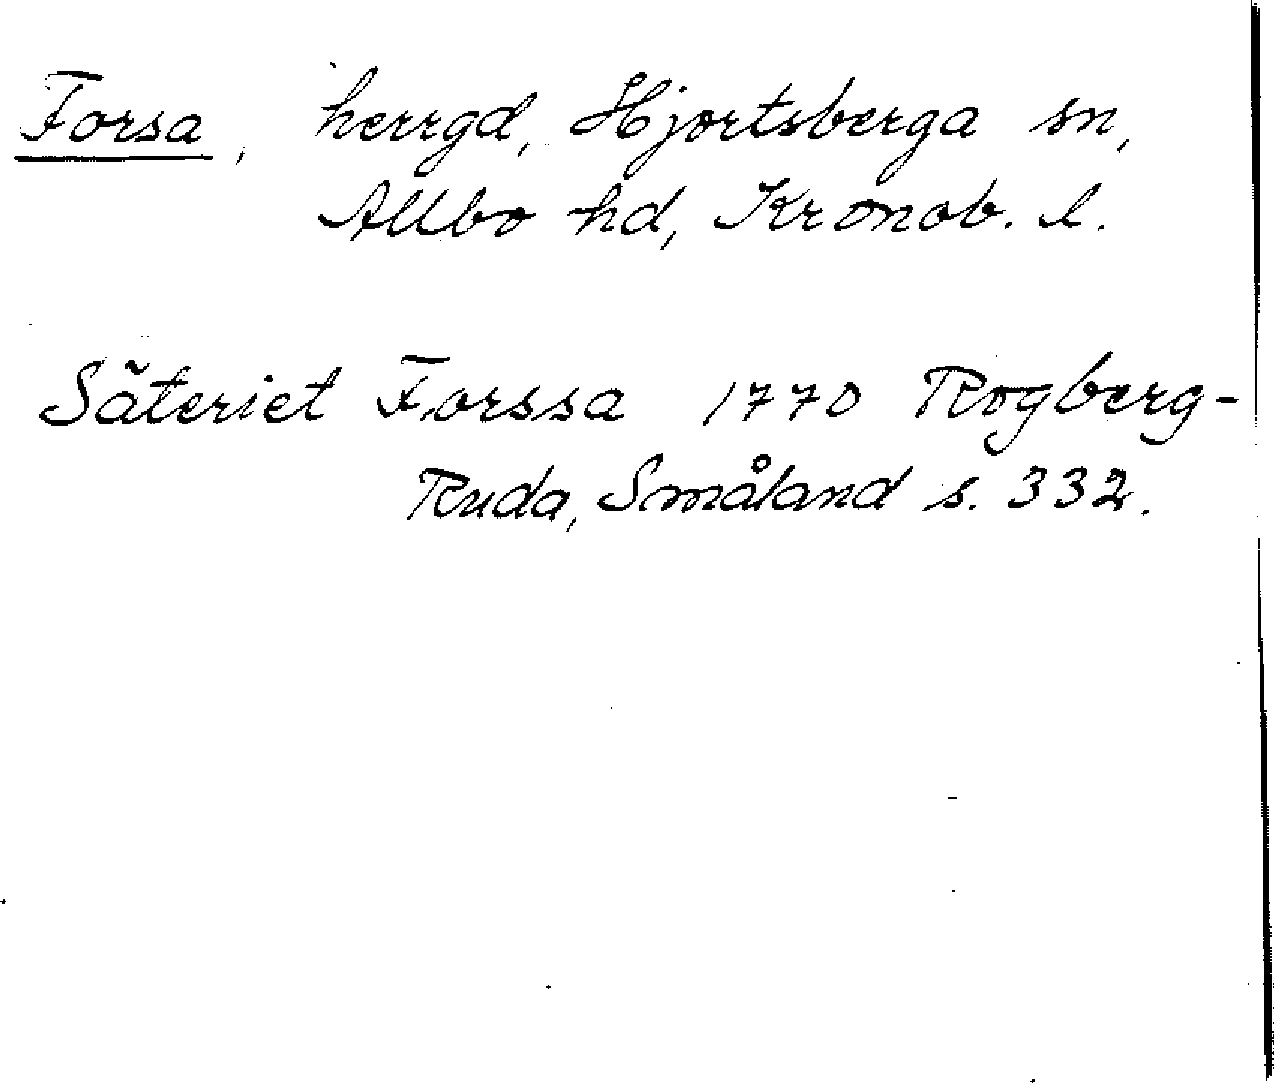 Forsa, herrgd, Hjortsberga sn,
Allbo hd, Kronob. l.
Säteriet Forssa 1770 Rogberg-
Ruda, Småland s. 332.